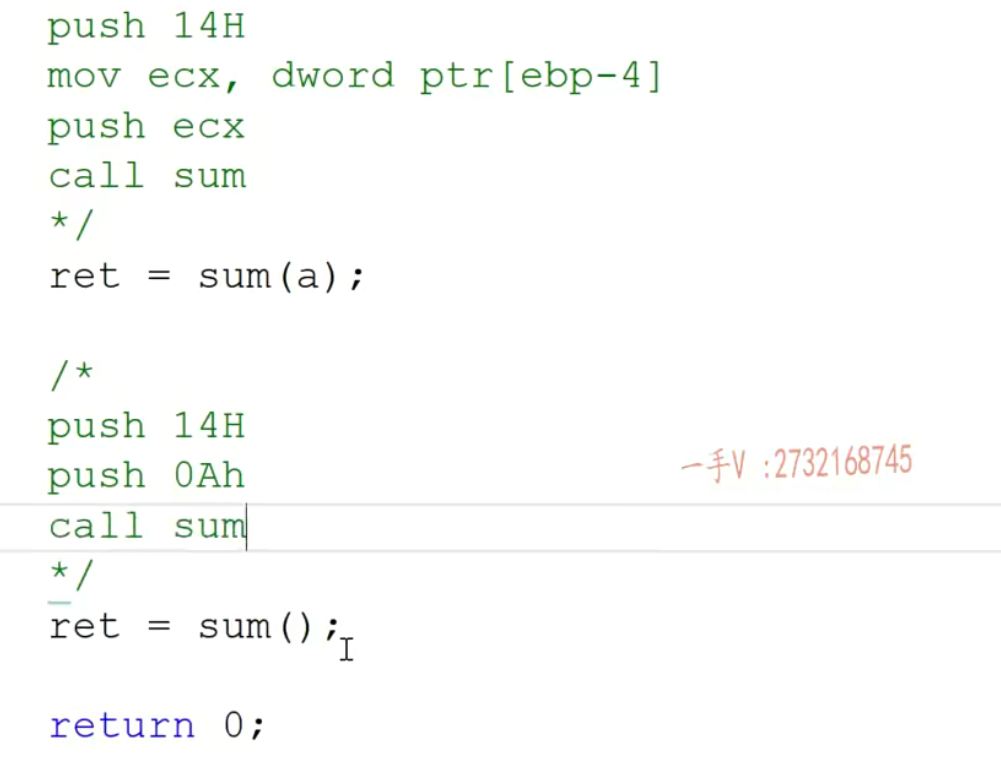 push 14H
mov ecx, dword ptr[ebp-4]
push ecx
call sum
*/
ret = sum(a);
/*
push 14H
push 0Ah
一手V :2732168745
call sum
*/
ret = sum();
return 0;